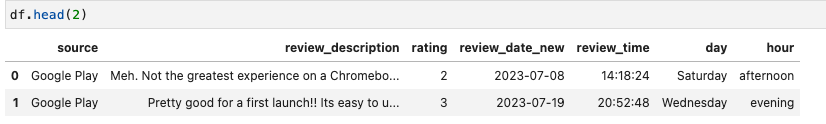 df.head(2)
source review_description rating review_date_new review_time day hour
0 Google Play Meh. Not the greatest experience on a Chromebo... 2 2023-07-08 14:18:24 Saturday afternoon
1 Google Play Pretty good for a first launch!! Its easy to u... 3 2023-07-19 20:52:48 Wednesday evening